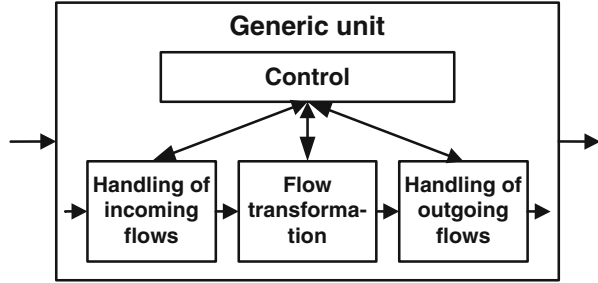 Generic unit
Control
Handling of
incoming
flows
Flow
transforma-
tion
Handling of
outgoing
flows